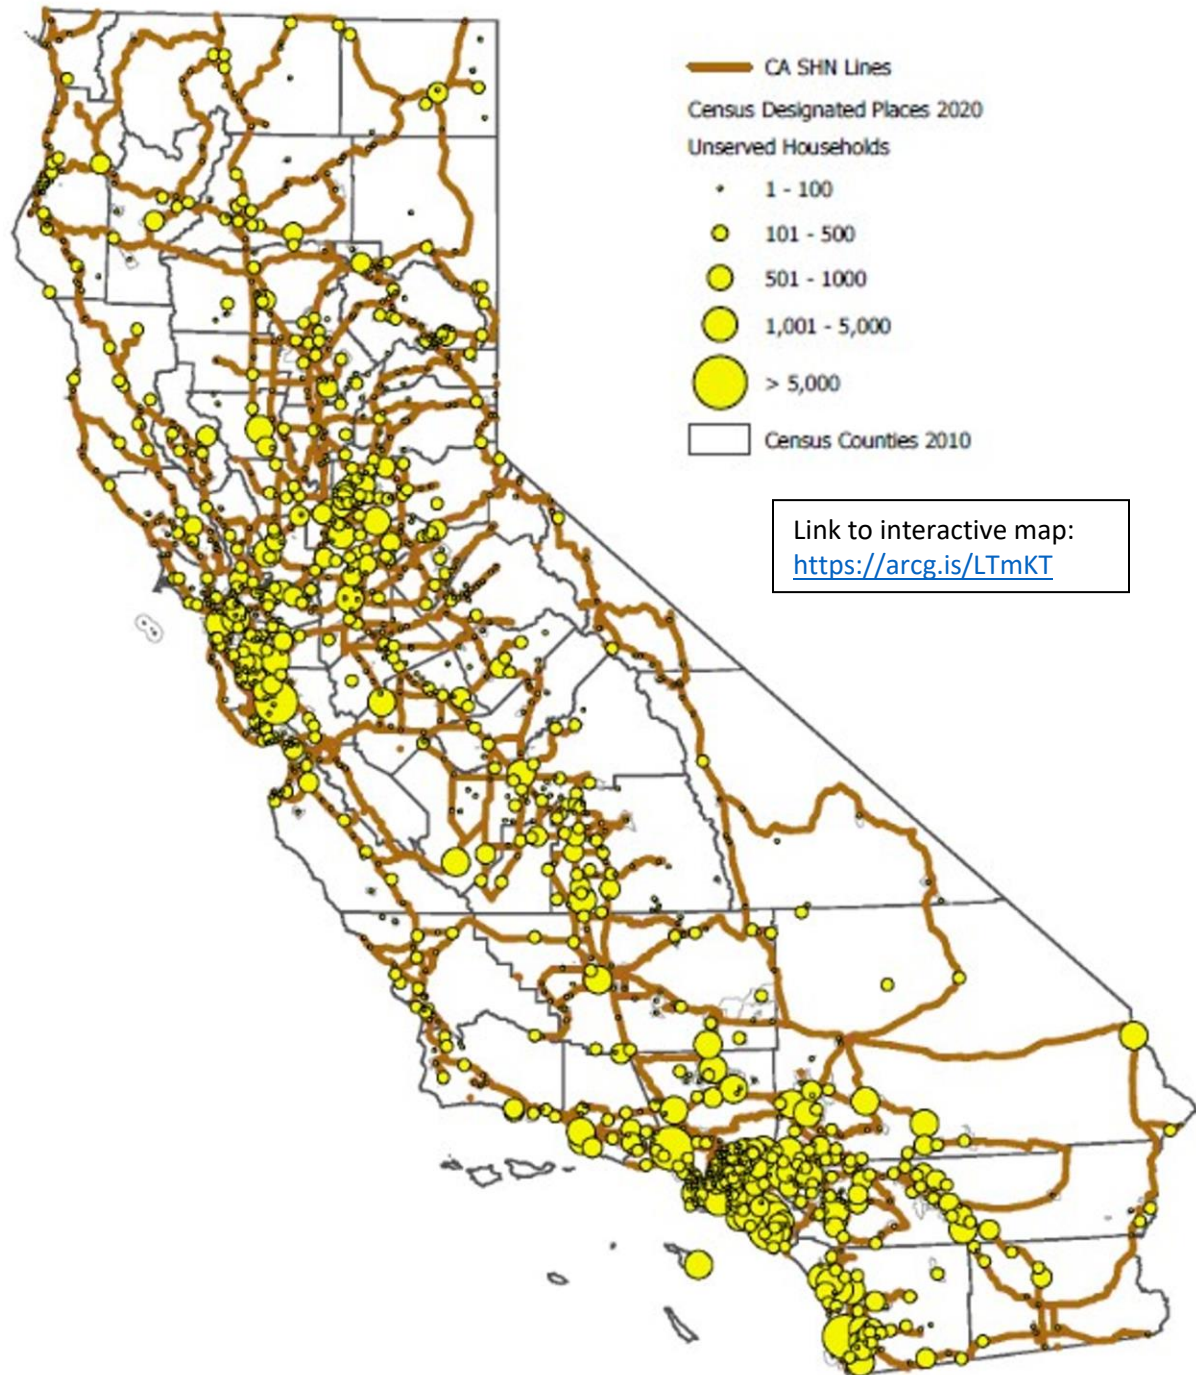 CA SHN Lines
Census Designated Places 2020
Unserved Households
1 - 100
101 - 500
501 - 1000
1,001 - 5,000
> 5,000
Census Counties 2010
Link to interactive map:
https://arcg.is/LTmKT